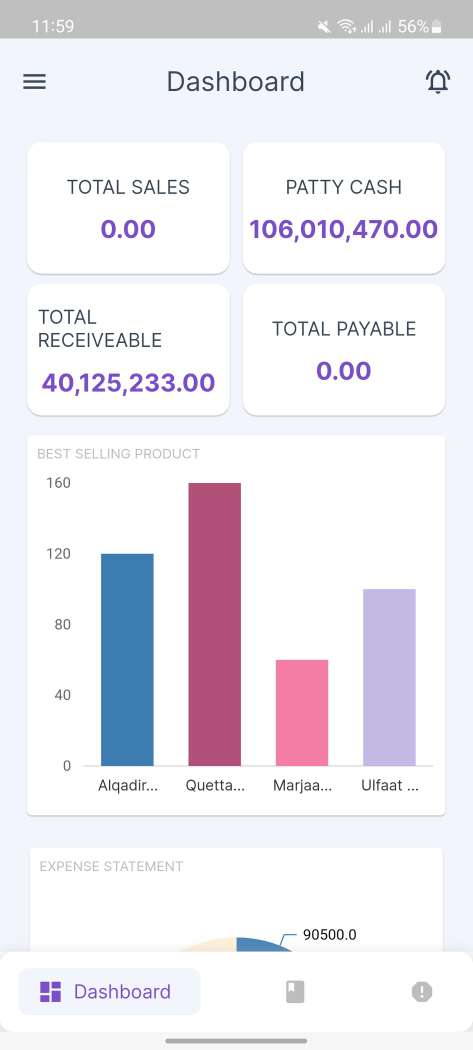 11:59
56%
Dashboard
TOTAL SALES
0.00
PATTY CASH
106,010,470.00
TOTAL
RECEIVEABLE
40,125,233.00
TOTAL PAYABLE
0.00
BEST SELLING PRODUCT
160
120
80
40
0
Alqadir... Quetta... Marjaa... Ulfaat ...
EXPENSE STATEMENT
90500.0
Dashboard